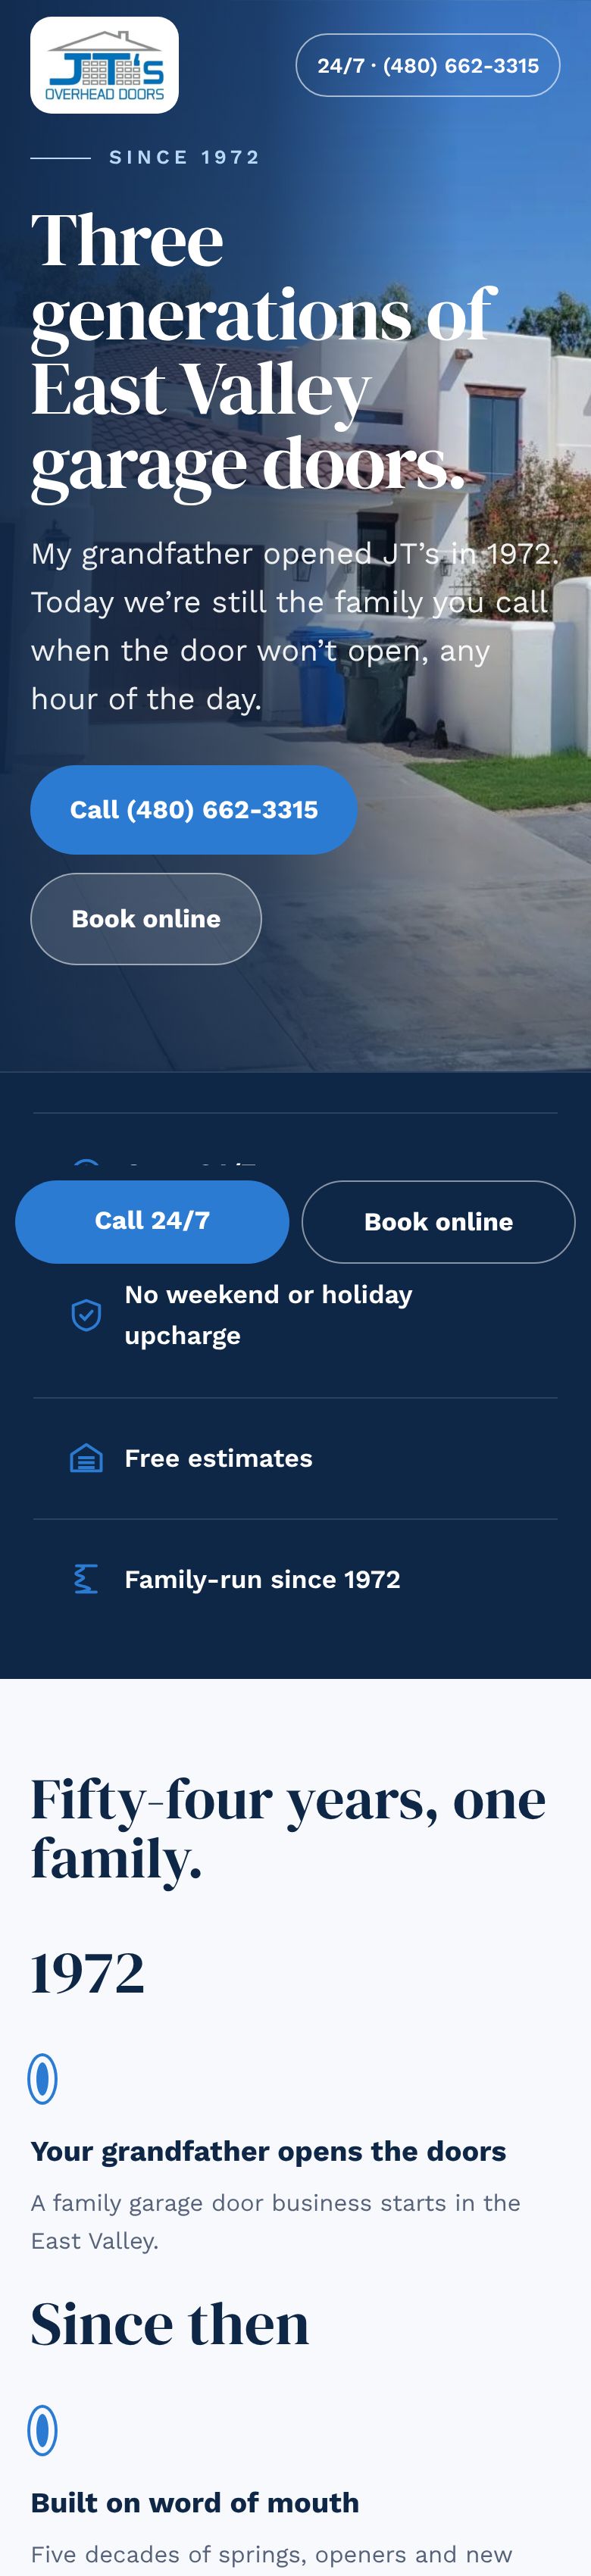 JT's
OVERHEAD DOORS
24/7 · (480) 662-3315
SINCE 1972
Three
generations of
East Valley
garage doors.
My grandfather opened JT’s in 1972.
Today we’re still the family you call
when the door won’t open, any
hour of the day.
Call (480) 662-3315
Book online
Call 24/7
Book online
No weekend or holiday
upcharge
Free estimates
Family-run since 1972
Fifty-four years, one
family.
1972
Your grandfather opens the doors
A family garage door business starts in the
East Valley.
Since then
Built on word of mouth
Five decades of springs, openers and new